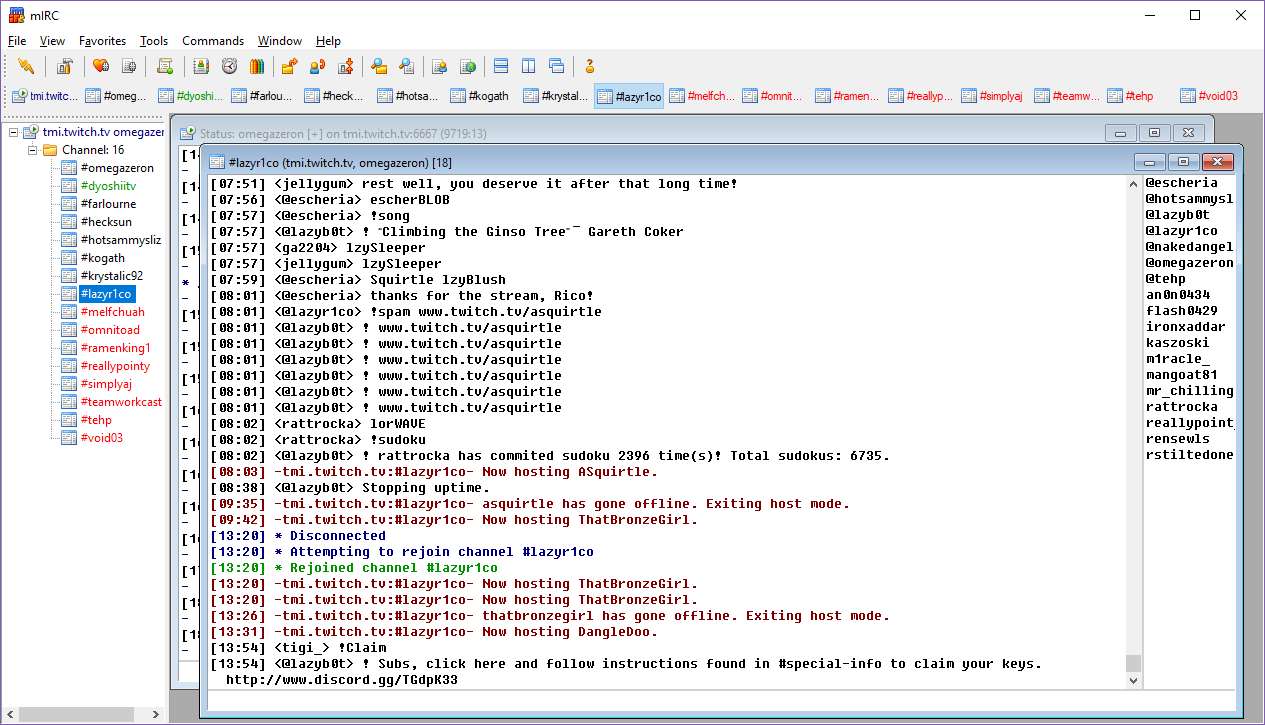 mIRC
File View Favorites Tools Commands Window Help
tmi.twitc... #omeg... #dyoshi... #farlou... #heck... #hotsa... #kogath #krystal... #lazyr1co #melfch... #omnit... #ramen... #reallyp... #simplyaj #teamw... #tehp #void03
tmi.twitch.tv omegazer
Channel: 16
#omegazeron
#dyoshiitv
#farlourne
#hecksun
#hotsammysliz
#kogath
#krystalic92
#lazyr1co
#melfchuah
#omnitoad
#ramenking1
#reallypointy
#simplyaj
#teamworkcast
#tehp
#void03
Status: omegazeron [+] on tmi.twitch.tv:6667 (9719:13)
#lazyr1co (tmi.twitch.tv, omegazeron) [18]
[07:51] <jellygum> rest well, you deserve it after that long time!
[07:56] <@escheria> escherBLOB
[07:57] <@escheria> !song
[07:57] <@lazyb0t> ! "Climbing the Ginso Tree" ‾ Gareth Coker
[07:57] <ga2204> lzySleeper
[07:57] <jellygum> lzySleeper
[07:59] <@escheria> Squirtle lzyBlush
[08:01] <@escheria> thanks for the stream, Rico!
[08:01] <@lazyr1co> !spam www.twitch.tv/asquirtle
[08:01] <@lazyb0t> ! www.twitch.tv/asquirtle
[08:01] <@lazyb0t> ! www.twitch.tv/asquirtle
[08:01] <@lazyb0t> ! www.twitch.tv/asquirtle
[08:01] <@lazyb0t> ! www.twitch.tv/asquirtle
[08:01] <@lazyb0t> ! www.twitch.tv/asquirtle
[08:01] <@lazyb0t> ! www.twitch.tv/asquirtle
[08:02] <rattrocka> lorWAVE
[08:02] <rattrocka> !sudoku
[08:02] <@lazyb0t> ! rattrocka has commited sudoku 2396 time(s)! Total sudokus: 6735.
[08:03] -tmi.twitch.tv:#lazyr1co- Now hosting ASquirtle.
[08:38] <@lazyb0t> Stopping uptime.
[09:35] -tmi.twitch.tv:#lazyr1co- asquirtle has gone offline. Exiting host mode.
[09:42] -tmi.twitch.tv:#lazyr1co- Now hosting ThatBronzeGirl.
[13:20] * Disconnected
[13:20] * Attempting to rejoin channel #lazyr1co
[13:20] * Rejoined channel #lazyr1co
[13:20] -tmi.twitch.tv:#lazyr1co- Now hosting ThatBronzeGirl.
[13:20] -tmi.twitch.tv:#lazyr1co- Now hosting ThatBronzeGirl.
[13:26] -tmi.twitch.tv:#lazyr1co- thatbronzegirl has gone offline. Exiting host mode.
[13:31] -tmi.twitch.tv:#lazyr1co- Now hosting DangleDoo.
[13:54] <tigi_> !Claim
[13:54] <@lazyb0t> ! Subs, click here and follow instructions found in #special-info to claim your keys.
http://www.discord.gg/TGdpK33
@escheria
@hotsammysl
@lazyb0t
@lazyr1co
@nakedangel
@omegazeron
@tehp
an0n0434
flash0429
ironxaddar
kaszoski
m1racle_
mangoat81
mr_chilling
rattrocka
reallypoint
rensewls
rstiltedone